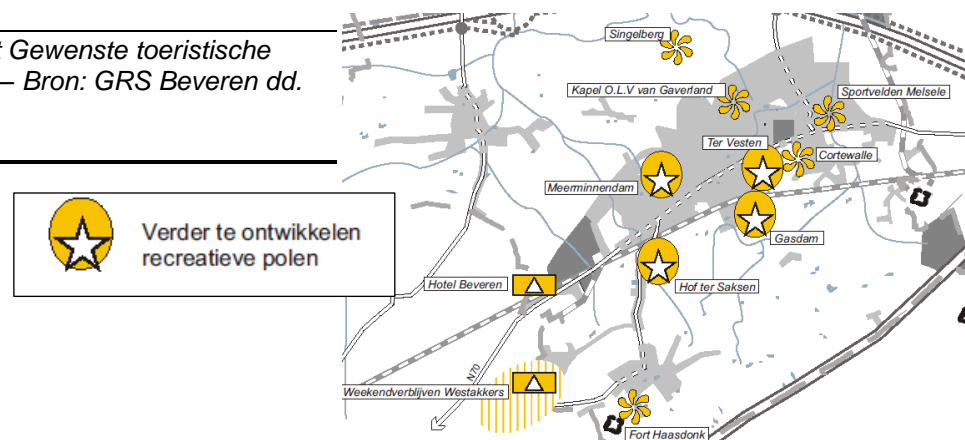 t Gewenste toeristische
– Bron: GRS Beveren dd.
Verder te ontwikkelen
recreatieve polen
Singelberg
Kapel O.L.V van Gaverland
Sportvelden Melsele
Ter Vesten
Cortewalle
Meerminnendam
Gasdam
Hotel Beveren
Hof ter Saksen
N70
Weekendverblijven Westakkers
Fort Haasdonk